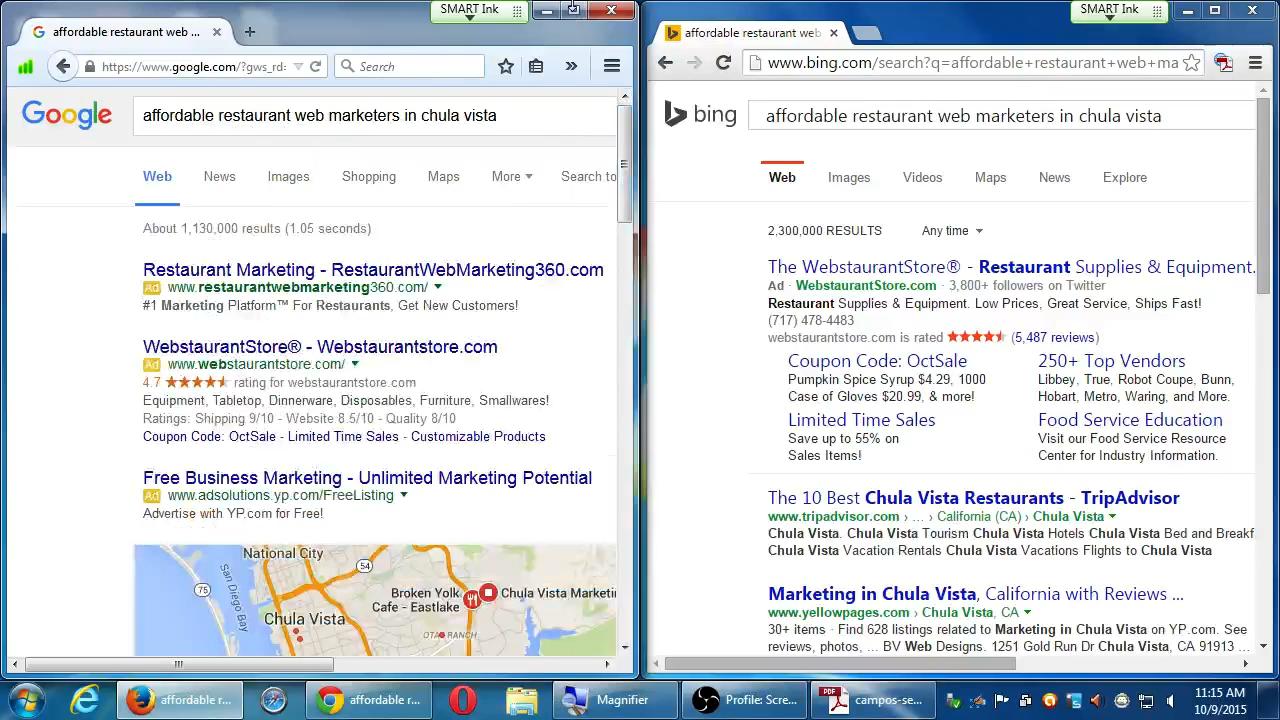 SMART Ink
affordable restaurant web ...
https://www.google.com/?gws_rd=
Search
Google
affordable restaurant web marketers in chula vista
Web News Images Shopping Maps More Search to
About 1,130,000 results (1.05 seconds)
Restaurant Marketing - RestaurantWebMarketing360.com
Ad www.restaurantwebmarketing360.com/
#1 Marketing Platform™ For Restaurants, Get New Customers!
WebstaurantStore® - Webstaurantstore.com
Ad www.webstaurantstore.com/
4.7 ★★★★★ rating for webstaurantstore.com
Equipment, Tabletop, Dinnerware, Disposables, Furniture, Smallwares!
Ratings: Shipping 9/10 - Website 8.5/10 - Quality 8/10
Coupon Code: OctSale - Limited Time Sales - Customizable Products
Free Business Marketing - Unlimited Marketing Potential
Ad www.adsolutions.yp.com/FreeListing
Advertise with YP.com for Free!
National City
54
75
San Diego Bay
Broken Yolk
Cafe - Eastlake
Chula Vista Marketi
Chula Vista
OTAY RANCH
SMART Ink
affordable restaurant web
www.bing.com/search?q=affordable+restaurant+web+ma
bing
affordable restaurant web marketers in chula vista
Web Images Videos Maps News Explore
2,300,000 RESULTS Any time
The WebstaurantStore® - Restaurant Supplies & Equipment.
Ad · WebstaurantStore.com · 3,800+ followers on Twitter
Restaurant Supplies & Equipment. Low Prices, Great Service, Ships Fast!
(717) 478-4483
webstaurantstore.com is rated ★★★★★ (5,487 reviews)
Coupon Code: OctSale
Pumpkin Spice Syrup $4.29, 1000
Case of Gloves $20.99, & more!
250+ Top Vendors
Libbey, True, Robot Coupe, Bunn,
Hobart, Metro, Waring, and More.
Limited Time Sales
Save up to 55% on
Sales Items!
Food Service Education
Visit our Food Service Resource
Center for Industry Information.
The 10 Best Chula Vista Restaurants - TripAdvisor
www.tripadvisor.com › ... › California (CA) › Chula Vista
Chula Vista. Chula Vista Tourism Chula Vista Hotels Chula Vista Bed and Breakf
Chula Vista Vacation Rentals Chula Vista Vacations Flights to Chula Vista
Marketing in Chula Vista, California with Reviews ...
www.yellowpages.com › Chula Vista, CA
30+ items · Find 628 listings related to Marketing in Chula Vista on YP.com. See
reviews, photos, ... BV Web Designs. 1251 Gold Run Dr Chula Vista, CA 91913 ...
affordable r...
affordable r...
Magnifier
Profile: Scre...
PDF
campos-se...
11:15 AM
10/9/2015